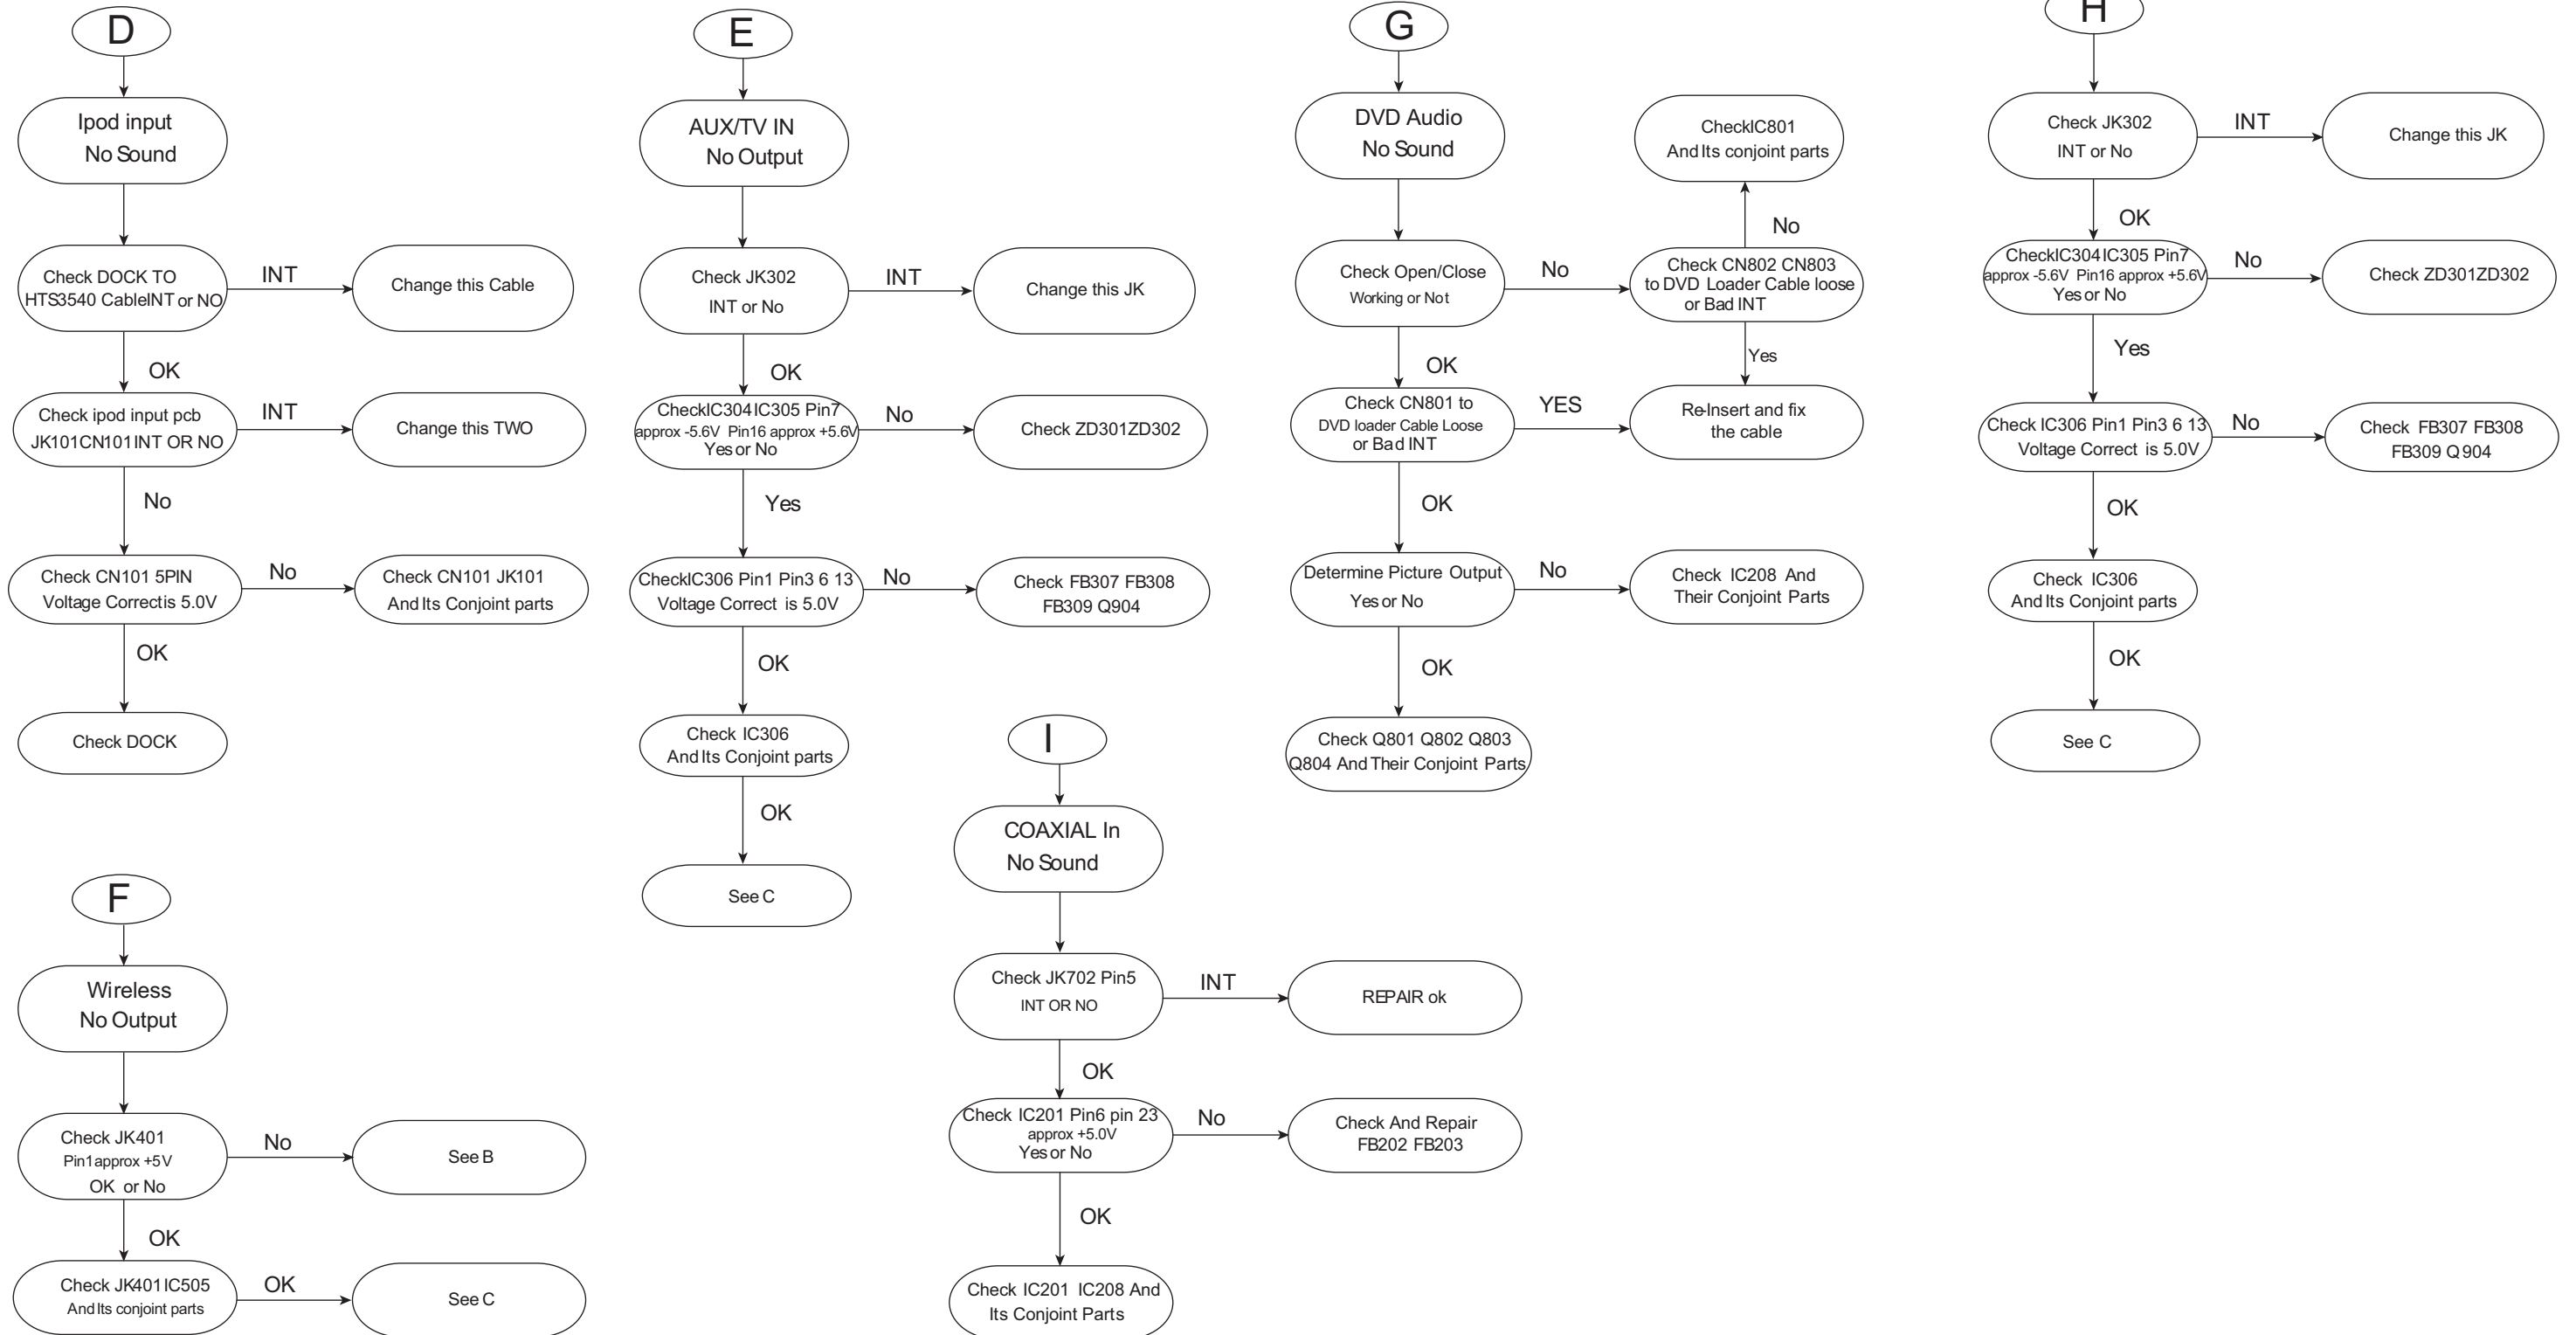 D
Ipod input
No Sound
Check DOCK TO
HTS3540 CableINT or NO
INT
Change this Cable
OK
Check ipod input pcb
JK101CN101 INT OR NO
INT
Change this TWO
No
Check CN101 5PIN
Voltage Correctis 5.0V
No
Check CN101 JK101
And Its Conjoint parts
OK
Check DOCK
E
AUX/TV IN
No Output
Check JK302
INT or No
INT
Change this JK
OK
CheckIC304 IC305 Pin7
approx -5.6V Pin16 approx +5.6V
Yes or No
No
Check ZD301ZD302
Yes
CheckIC306 Pin1 Pin3 6 13
Voltage Correct is 5.0V
No
Check FB307 FB308
FB309 Q904
OK
Check IC306
And Its Conjoint parts
OK
See C
F
Wireless
No Output
Check JK401
Pin1approx +5V
OK or No
No
See B
OK
Check JK401 IC505
And Its conjoint parts
OK
See C
G
DVD Audio
No Sound
Check Open/Close
Working or Not
No
Check CN802 CN803
to DVD Loader Cable loose
or Bad INT
No
CheckIC801
And Its conjoint parts
Yes
OK
Check CN801 to
DVD loader Cable Loose
or Bad INT
YES
Re-Insert and fix
the cable
OK
Determine Picture Output
Yes or No
No
Check IC208 And
Their Conjoint Parts
OK
Check Q801 Q802 Q803
Q804 And Their Conjoint Parts
H
Check JK302
INT or No
INT
Change this JK
OK
CheckIC304 IC305 Pin7
approx -5.6V Pin16 approx +5.6V
Yes or No
No
Check ZD301ZD302
Yes
Check IC306 Pin1 Pin3 6 13
Voltage Correct is 5.0V
No
Check FB307 FB308
FB309 Q904
OK
Check IC306
And Its Conjoint parts
OK
See C
I
COAXIAL In
No Sound
Check JK702 Pin5
INT OR NO
INT
REPAIR ok
OK
Check IC201 Pin6 pin 23
approx +5.0V
Yes or No
No
Check And Repair
FB202 FB203
OK
Check IC201 IC208 And
Its Conjoint Parts